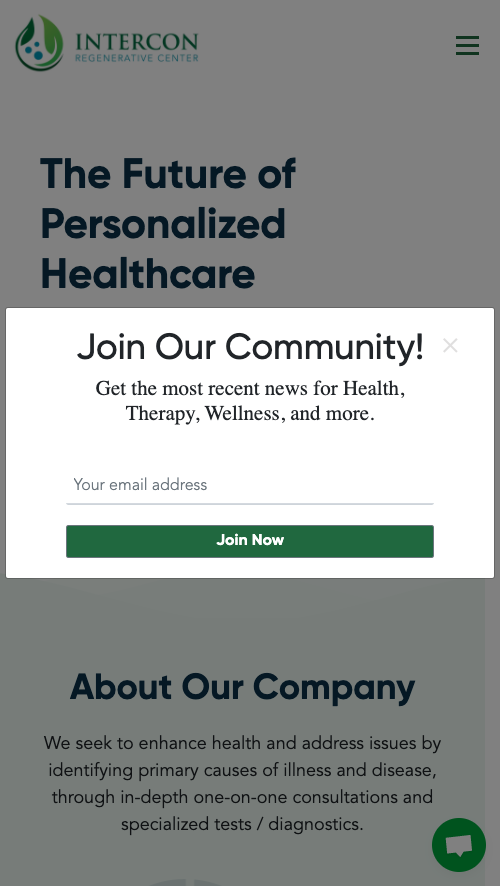 INTERCON
REGENERATIVE CENTER
The Future of
Personalized
Healthcare
Join Our Community!
Get the most recent news for Health,
Therapy, Wellness, and more.
Your email address
Join Now
About Our Company
We seek to enhance health and address issues by
identifying primary causes of illness and disease,
through in-depth one-on-one consultations and
specialized tests / diagnostics.